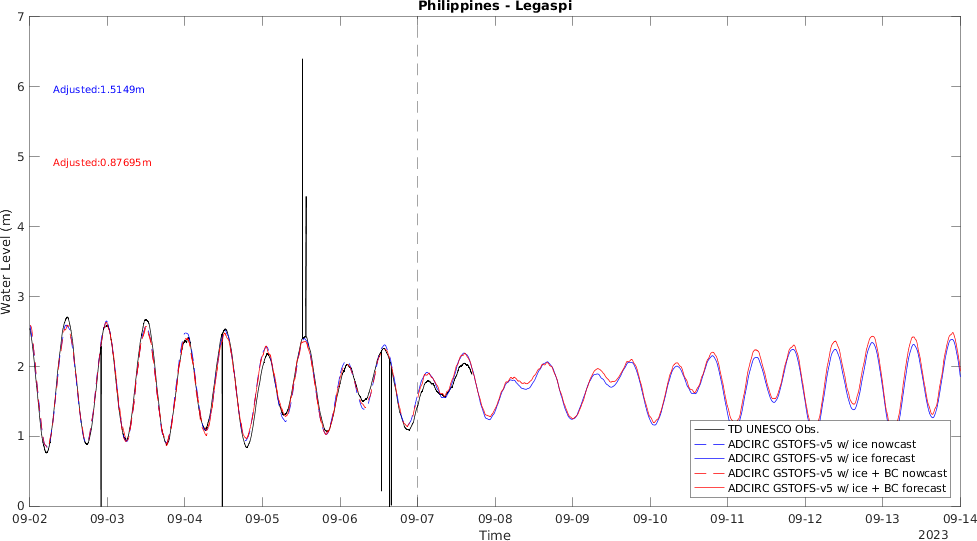 Philippines - Legaspi
7
6
5
4
3
2
1
0
Water Level (m)
Adjusted:1.5149m
Adjusted:0.87695m
TD UNESCO Obs.
ADCIRC GSTOFS-v5 w/ ice nowcast
ADCIRC GSTOFS-v5 w/ ice forecast
ADCIRC GSTOFS-v5 w/ ice + BC nowcast
ADCIRC GSTOFS-v5 w/ ice + BC forecast
09-02 09-03 09-04 09-05 09-06 09-07 09-08 09-09 09-10 09-11 09-12 09-13 09-14
Time
2023